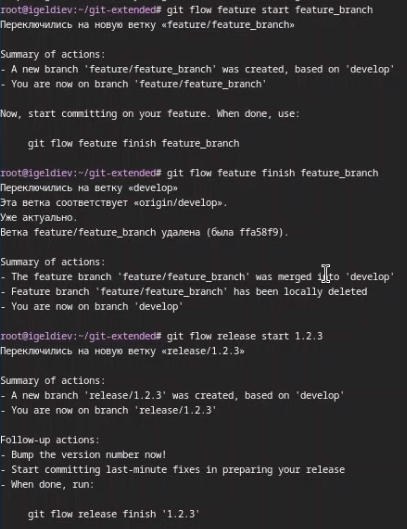 root@igeldiev:~/git-extended# git flow feature start feature_branch
Переключились на новую ветку «feature/feature_branch»
Summary of actions:
- A new branch 'feature/feature_branch' was created, based on 'develop'
- You are now on branch 'feature/feature_branch'
Now, start committing on your feature. When done, use:
git flow feature finish feature_branch
root@igeldiev:~/git-extended# git flow feature finish feature_branch
Переключились на ветку «develop»
Эта ветка соответствует «origin/develop».
Уже актуально.
Ветка feature/feature_branch удалена (была ffa58f9).
Summary of actions:
- The feature branch 'feature/feature_branch' was merged into 'develop'
- Feature branch 'feature/feature_branch' has been locally deleted
- You are now on branch 'develop'
root@igeldiev:~/git-extended# git flow release start 1.2.3
Переключились на новую ветку «release/1.2.3»
Summary of actions:
- A new branch 'release/1.2.3' was created, based on 'develop'
- You are now on branch 'release/1.2.3'
Follow-up actions:
- Bump the version number now!
- Start committing last-minute fixes in preparing your release
- When done, run:
git flow release finish '1.2.3'